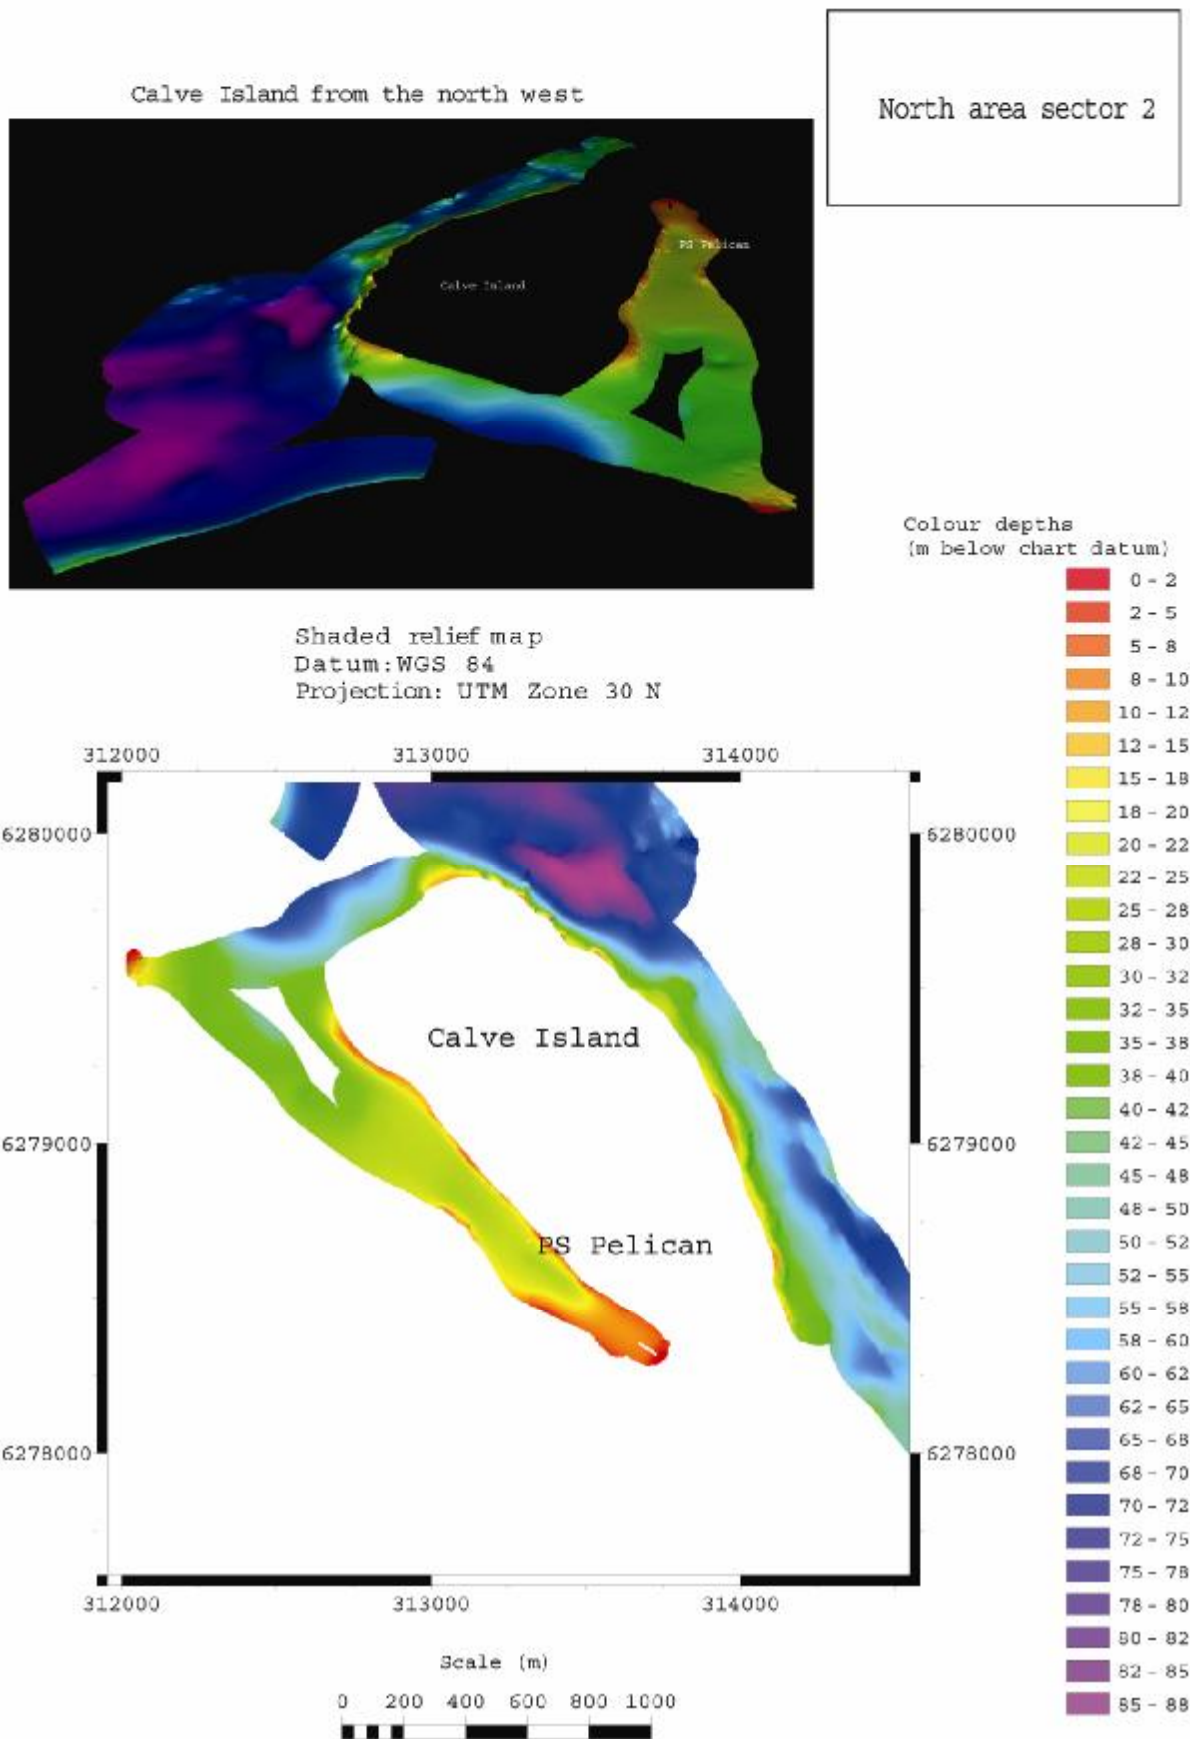 Calve Island from the north west
North area sector 2
PS Pelican
Calve Island
Colour depths
(m below chart datum)
0 - 2
2 - 5
5 - 8
8 - 10
10 - 12
12 - 15
15 - 18
18 - 20
20 - 22
22 - 25
25 - 28
28 - 30
30 - 32
32 - 35
35 - 38
38 - 40
40 - 42
42 - 45
45 - 48
48 - 50
50 - 52
52 - 55
55 - 58
58 - 60
60 - 62
62 - 65
65 - 68
68 - 70
70 - 72
72 - 75
75 - 78
78 - 80
80 - 82
82 - 85
85 - 88
Shaded relief map
Datum:WGS 84
Projection: UTM Zone 30 N
312000 313000 314000
6280000 6280000
Calve Island
6279000 6279000
PS Pelican
6278000 6278000
312000 313000 314000
Scale (m)
0 200 400 600 800 1000